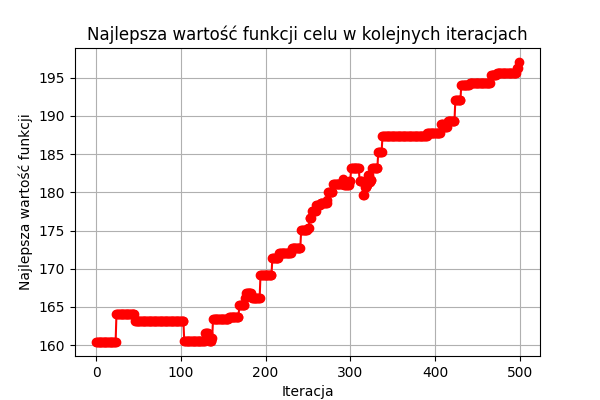 Najlepsza wartość funkcji celu w kolejnych iteracjach
Najlepsza wartość funkcji
195
190
185
180
175
170
165
160
0 100 200 300 400 500
Iteracja